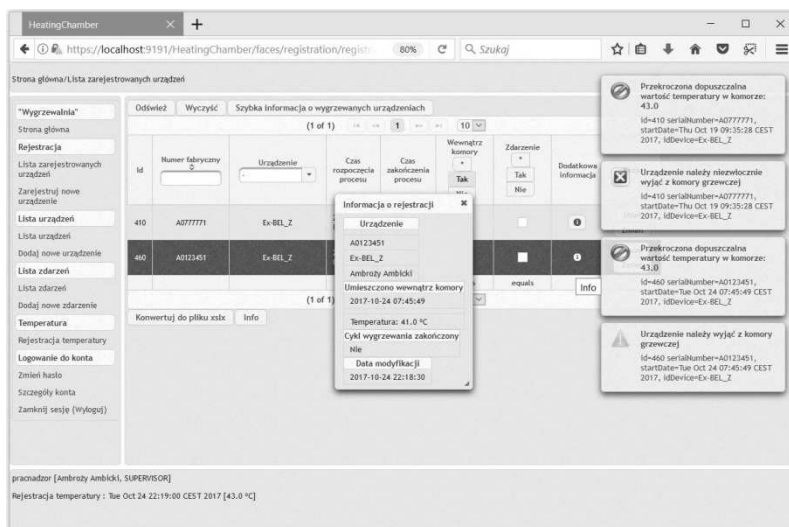 HeatingChamber
https://localhost:9191/HeatingChamber/faces/registration/registr
80%
Szukaj
Strona główna/Lista zarejestrowanych urządzeń
"Wygrzewalnia"
Strona główna
Rejestracja
Lista zarejestrowanych urządzeń
Zarejestruj nowe urządzenie
Lista urządzeń
Lista urządzeń
Dodaj nowe urządzenie
Lista zdarzeń
Lista zdarzeń
Dodaj nowe zdarzenie
Temperatura
Rejestracja temperatury
Logowanie do konta
Zmień hasło
Szczegóły konta
Zamknij sesję (Wyloguj)
Odśwież Wyczyść Szybka informacja o wygrzewanych urządzeniach
(1 of 1) 1 10
Id
Numer fabryczny
Urządzenie
-
Czas rozpoczęcia procesu
Czas zakończenia procesu
Wewnątrz komory
*
Tak
Nie
Zdarzenie
*
Tak
Nie
Dodatkowa informacja
410 A0777771 Ex-BEL_Z
460 A0123451 Ex-BEL_Z
equals
(1 of 1)
Konwertuj do pliku xslx Info
Informacja o rejestracji
Urządzenie
A0123451
Ex-BEL_Z
Ambroży Ambicki
Umieszczono wewnątrz komory
2017-10-24 07:45:49
Temperatura: 41.0 °C
Cykl wygrzewania zakończony
Nie
Data modyfikacji
2017-10-24 22:18:30
Info
Przekroczona dopuszczalna
wartość temperatury w komorze:
43.0
id=410 serialNumber=A0777771,
startDate=Thu Oct 19 09:35:28 CEST
2017, idDevice=Ex-BEL_Z
Urządzenie należy niezwłocznie
wyjąć z komory grzewczej
id=410 serialNumber=A0777771,
startDate=Thu Oct 19 09:35:28 CEST
2017, idDevice=Ex-BEL_Z
Przekroczona dopuszczalna
wartość temperatury w komorze:
43.0
id=460 serialNumber=A0123451,
startDate=Tue Oct 24 07:45:49 CEST
2017, idDevice=Ex-BEL_Z
Urządzenie należy wyjąć z komory
grzewczej
id=460 serialNumber=A0123451,
startDate=Tue Oct 24 07:45:49 CEST
2017, idDevice=Ex-BEL_Z
pracnadzor [Ambroży Ambicki, SUPERVISOR]
Rejestracja temperatury : Tue Oct 24 22:19:00 CEST 2017 [43.0 °C]